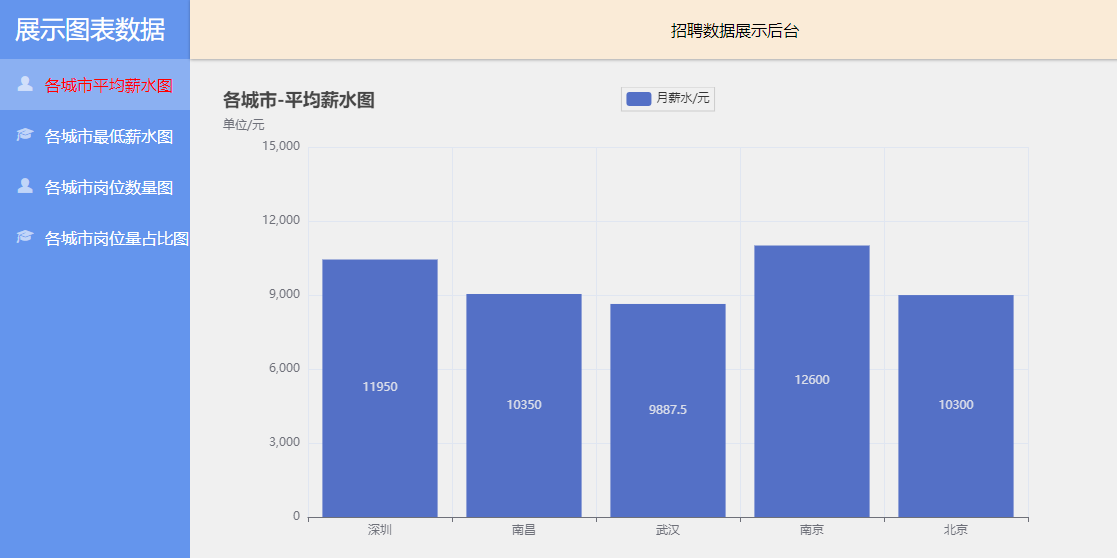 展示图表数据
招聘数据展示后台
各城市平均薪水图
各城市最低薪水图
各城市岗位数量图
各城市岗位量占比图
各城市-平均薪水图
单位/元
月薪水/元
15,000
12,000
9,000
6,000
3,000
0
11950
10350
9887.5
12600
10300
深圳
南昌
武汉
南京
北京